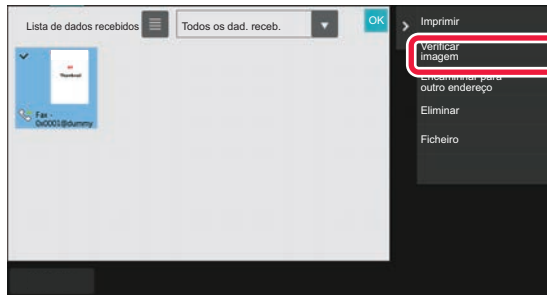 Lista de dados recebidos
Todos os dad. receb.
OK
Thumbnail
Fax -
0x0001@dummy
Imprimir
Verificar
imagem
Encaminhar para
outro endereço
Eliminar
Ficheiro